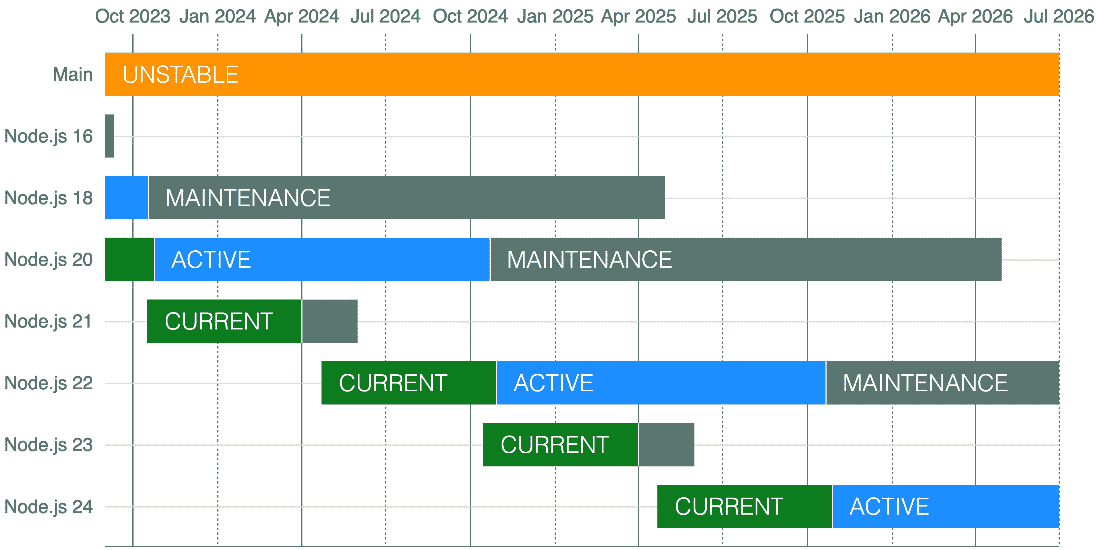 Oct 2023 Jan 2024 Apr 2024 Jul 2024 Oct 2024 Jan 2025 Apr 2025 Jul 2025 Oct 2025 Jan 2026 Apr 2026 Jul 2026
Main UNSTABLE
Node.js 16
Node.js 18 MAINTENANCE
Node.js 20 ACTIVE MAINTENANCE
Node.js 21 CURRENT
Node.js 22 CURRENT ACTIVE MAINTENANCE
Node.js 23 CURRENT
Node.js 24 CURRENT ACTIVE